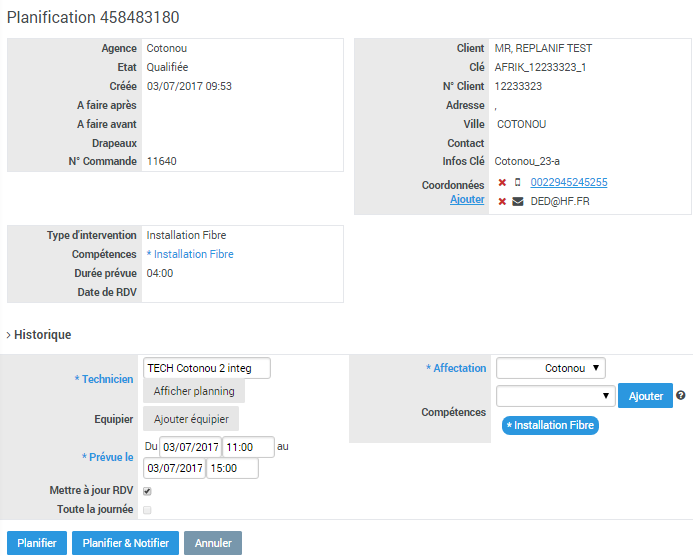 Planification 458483180
Agence Cotonou
Etat Qualifiée
Créée 03/07/2017 09:53
A faire après
A faire avant
Drapeaux
N° Commande 11640
Client MR, REPLANIF TEST
Clé AFRIK_12233323_1
N° Client 12233323
Adresse ,
Ville COTONOU
Contact
Infos Clé Cotonou_23-a
Coordonnées 0022945245255
Ajouter DED@HF.FR
Type d'intervention Installation Fibre
Compétences * Installation Fibre
Durée prévue 04:00
Date de RDV
> Historique
* Technicien TECH Cotonou 2 integ
Afficher planning
Equipier Ajouter équipier
* Prévue le Du 03/07/2017 11:00 au
03/07/2017 15:00
Mettre à jour RDV
Toute la journée
* Affectation Cotonou
Compétences Ajouter ?
* Installation Fibre
Planifier Planifier & Notifier Annuler